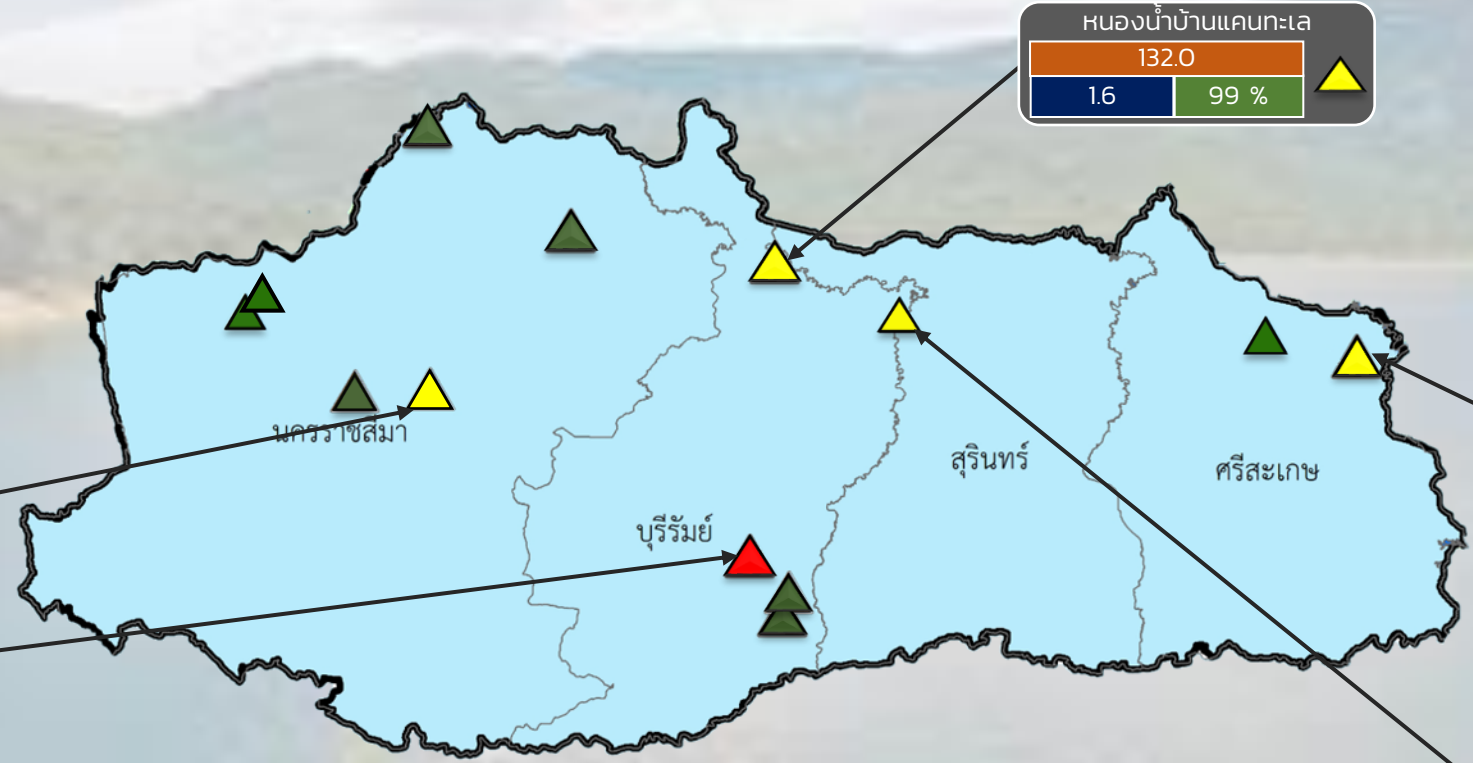 หนองน้ำบ้านแคนทะเล
132.0
1.6 99 %
นครราชสีมา
สุรินทร์
ศรีสะเกษ
บุรีรัมย์